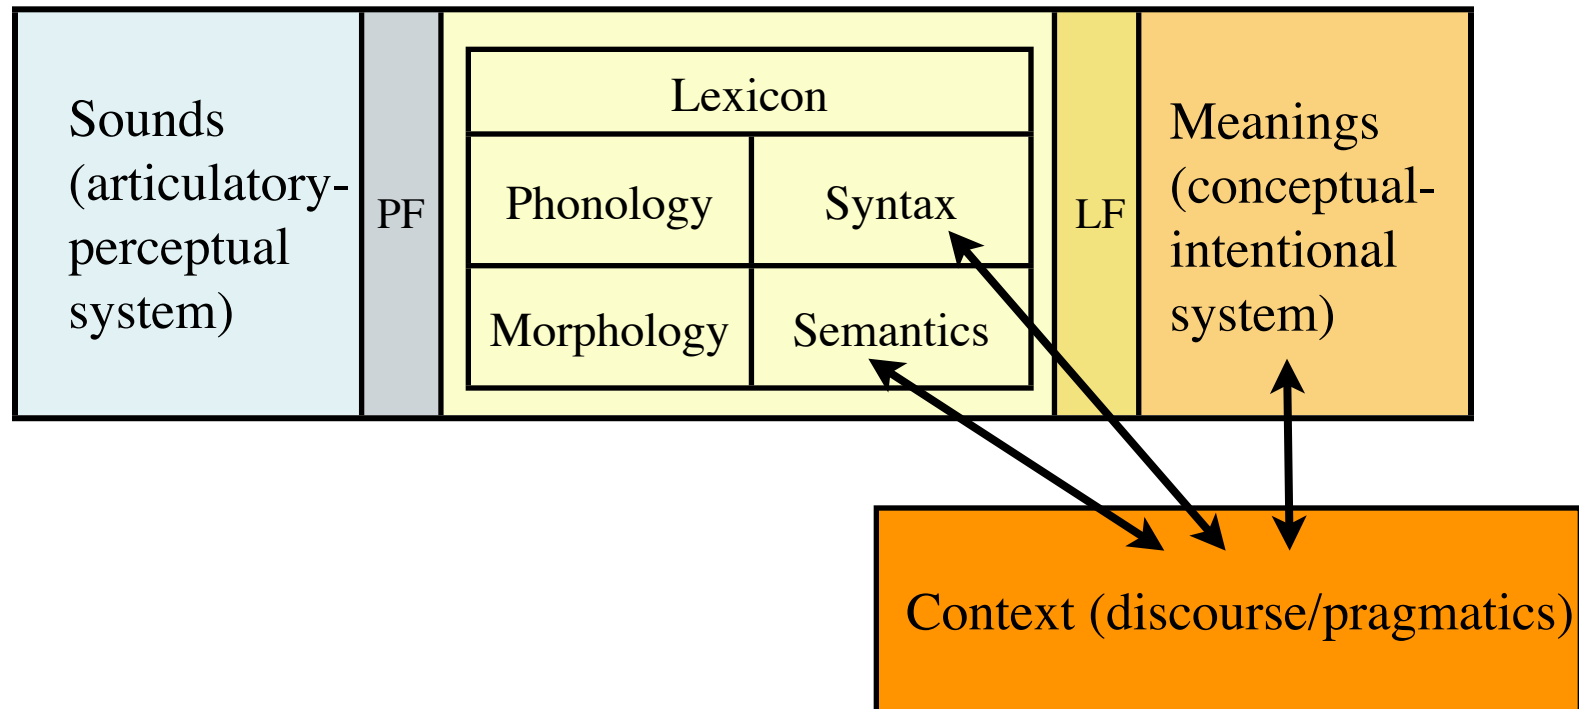 Sounds
(articulatory-
perceptual
system)
PF
Lexicon
Phonology
Syntax
Morphology
Semantics
LF
Meanings
(conceptual-
intentional
system)
Context (discourse/pragmatics)